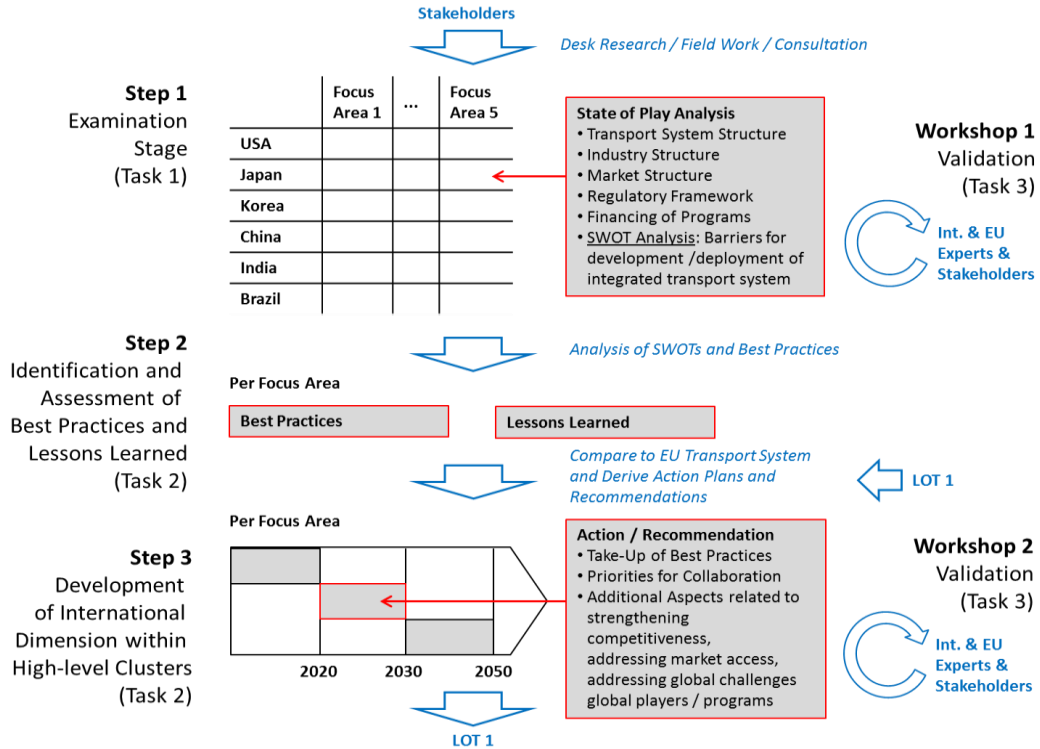 Stakeholders
Desk Research / Field Work / Consultation
Step 1
Examination
Stage
(Task 1)
Focus
Area 1
...
Focus
Area 5
USA
Japan
Korea
China
India
Brazil
State of Play Analysis
• Transport System Structure
• Industry Structure
• Market Structure
• Regulatory Framework
• Financing of Programs
• SWOT Analysis: Barriers for
development /deployment of
integrated transport system
Workshop 1
Validation
(Task 3)
Int. & EU
Experts &
Stakeholders
Step 2
Identification and
Assessment of
Best Practices and
Lessons Learned
(Task 2)
Analysis of SWOTs and Best Practices
Per Focus Area
Best Practices
Lessons Learned
Compare to EU Transport System
and Derive Action Plans and
Recommendations
LOT 1
Per Focus Area
Step 3
Development
of International
Dimension within
High-level Clusters
(Task 2)
2020
2030
2050
Action / Recommendation
• Take-Up of Best Practices
• Priorities for Collaboration
• Additional Aspects related to
strengthening
competitiveness,
addressing market access,
addressing global challenges
global players / programs
Workshop 2
Validation
(Task 3)
Int. & EU
Experts &
Stakeholders
LOT 1